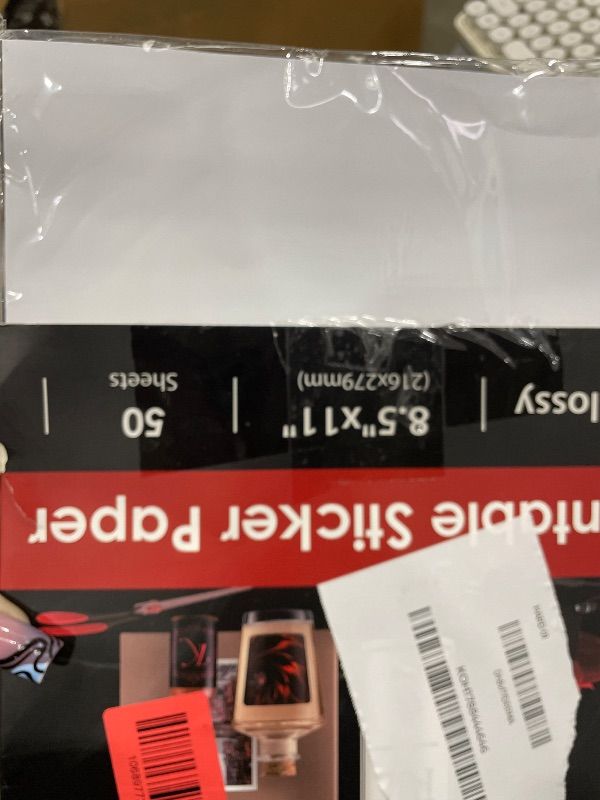 ntable Sticker Paper
lossy
8.5"x11"
(216x279mm)
50
Sheets